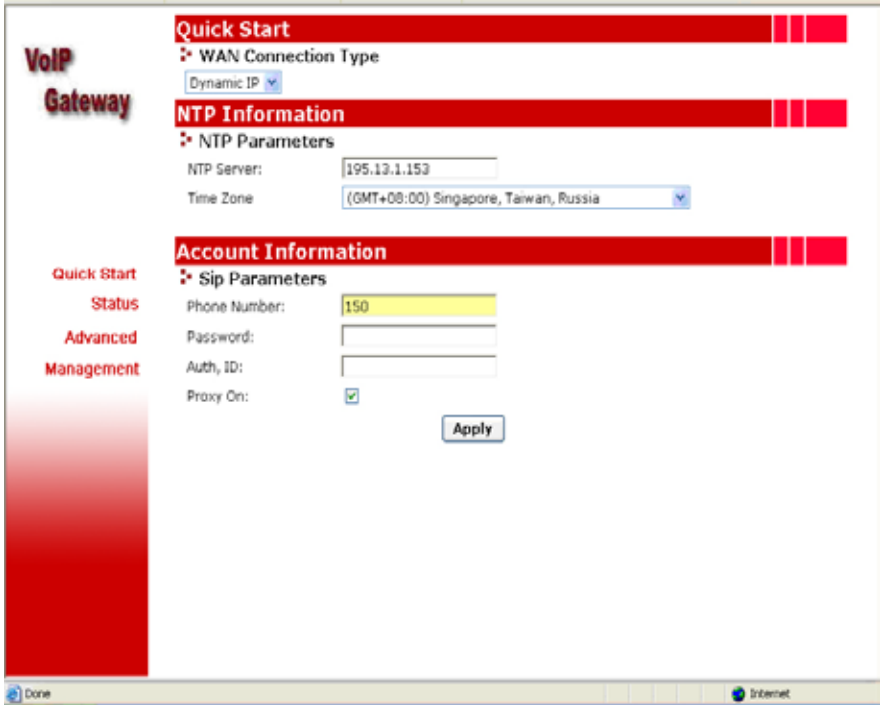 VoIP
Gateway
Quick Start
WAN Connection Type
Dynamic IP
NTP Information
NTP Parameters
NTP Server: 195.13.1.153
Time Zone (GMT+08:00) Singapore, Taiwan, Russia
Account Information
Sip Parameters
Phone Number: 150
Password:
Auth, ID:
Proxy On:
Apply
Quick Start
Status
Advanced
Management
Done
Internet